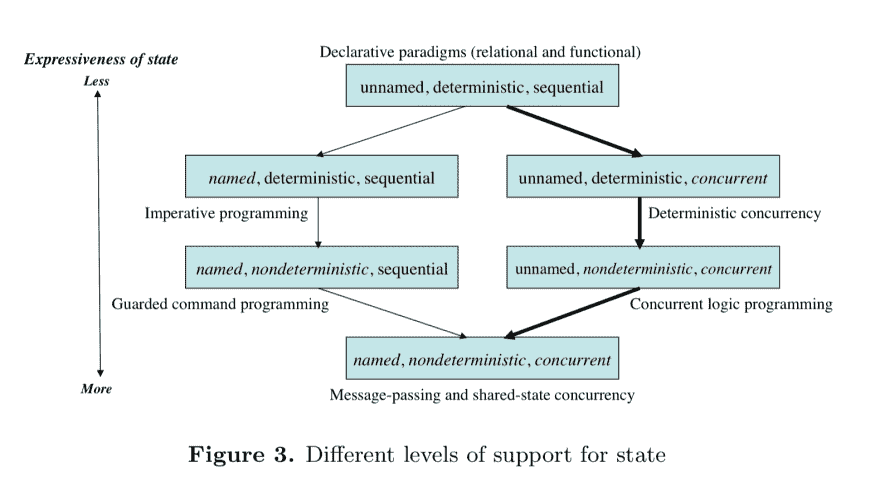 Declarative paradigms (relational and functional)
Expressiveness of state
Less
unnamed, deterministic, sequential
named, deterministic, sequential
unnamed, deterministic, concurrent
Imperative programming
Deterministic concurrency
named, nondeterministic, sequential
unnamed, nondeterministic, concurrent
Guarded command programming
Concurrent logic programming
named, nondeterministic, concurrent
More
Message-passing and shared-state concurrency
Figure 3. Different levels of support for state